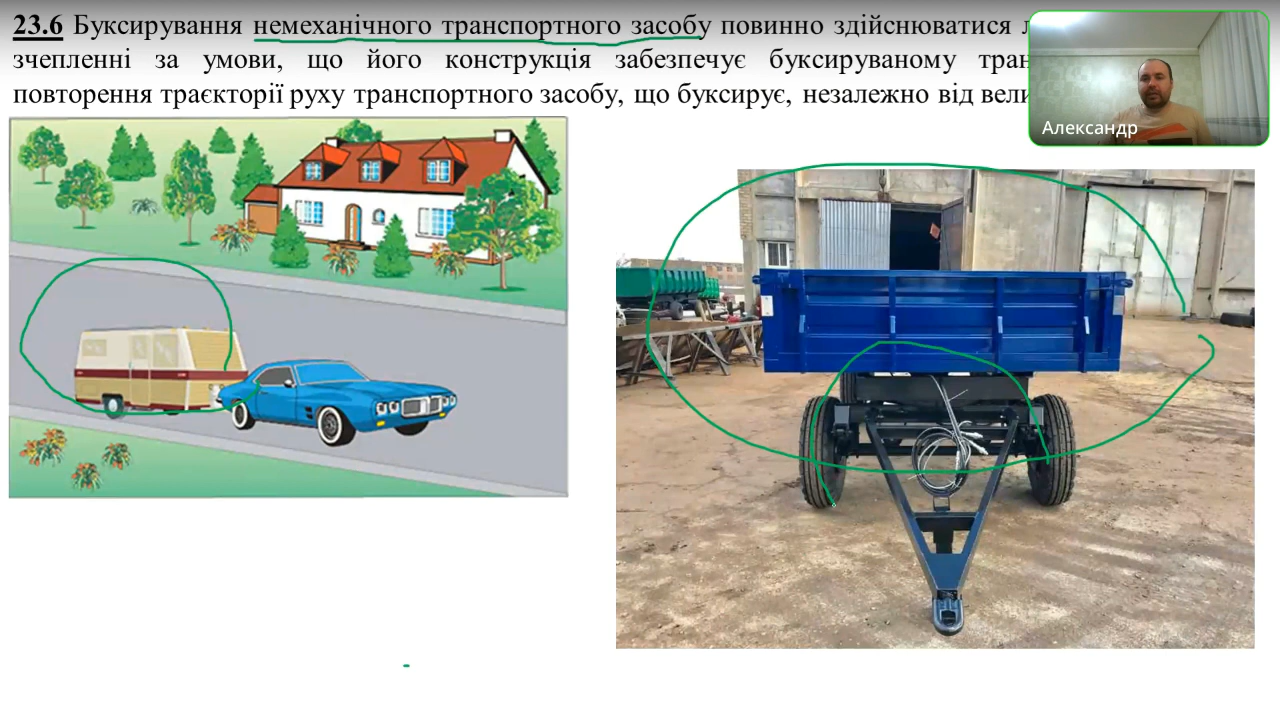 23.6 Буксирування немеханічного транспортного засобу повинно здійснюватися
зчепленні за умови, що його конструкція забезпечує буксируваному
повторення траєкторії руху транспортного засобу, що буксирує, незалежно від
Александр